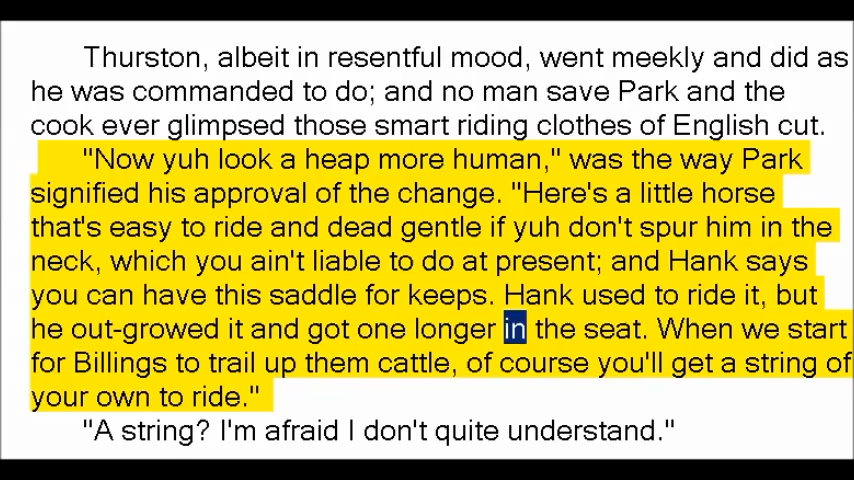 Thurston, albeit in resentful mood, went meekly and did as
he was commanded to do; and no man save Park and the
cook ever glimpsed those smart riding clothes of English cut.
"Now yuh look a heap more human," was the way Park
signified his approval of the change. "Here's a little horse
that's easy to ride and dead gentle if yuh don't spur him in the
neck, which you ain't liable to do at present; and Hank says
you can have this saddle for keeps. Hank used to ride it, but
he out-growed it and got one longer in the seat. When we start
for Billings to trail up them cattle, of course you'll get a string of
your own to ride."
"A string? I'm afraid I don't quite understand."